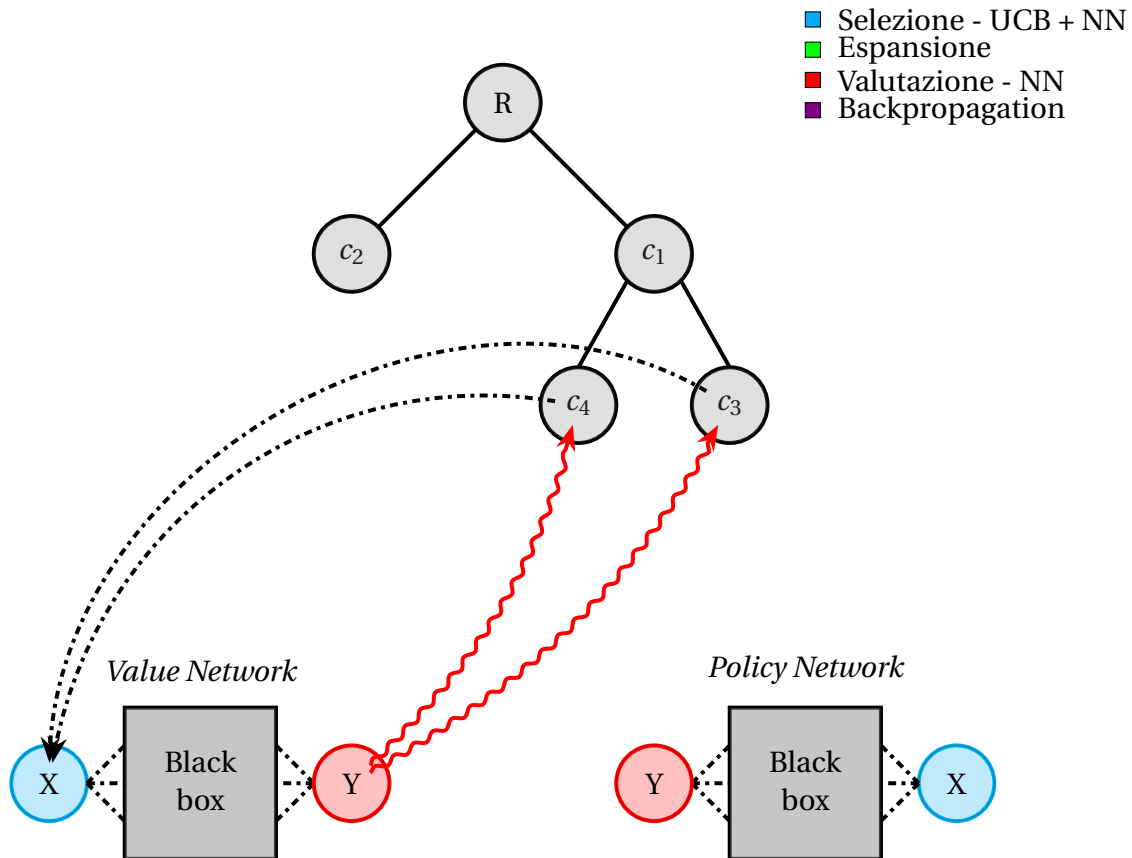 Selezione - UCB + NN
Espansione
Valutazione - NN
Backpropagation
R
c₂
c₁
c₄
c₃
Value Network
Policy Network
X
Black
box
Y
Y
Black
box
X